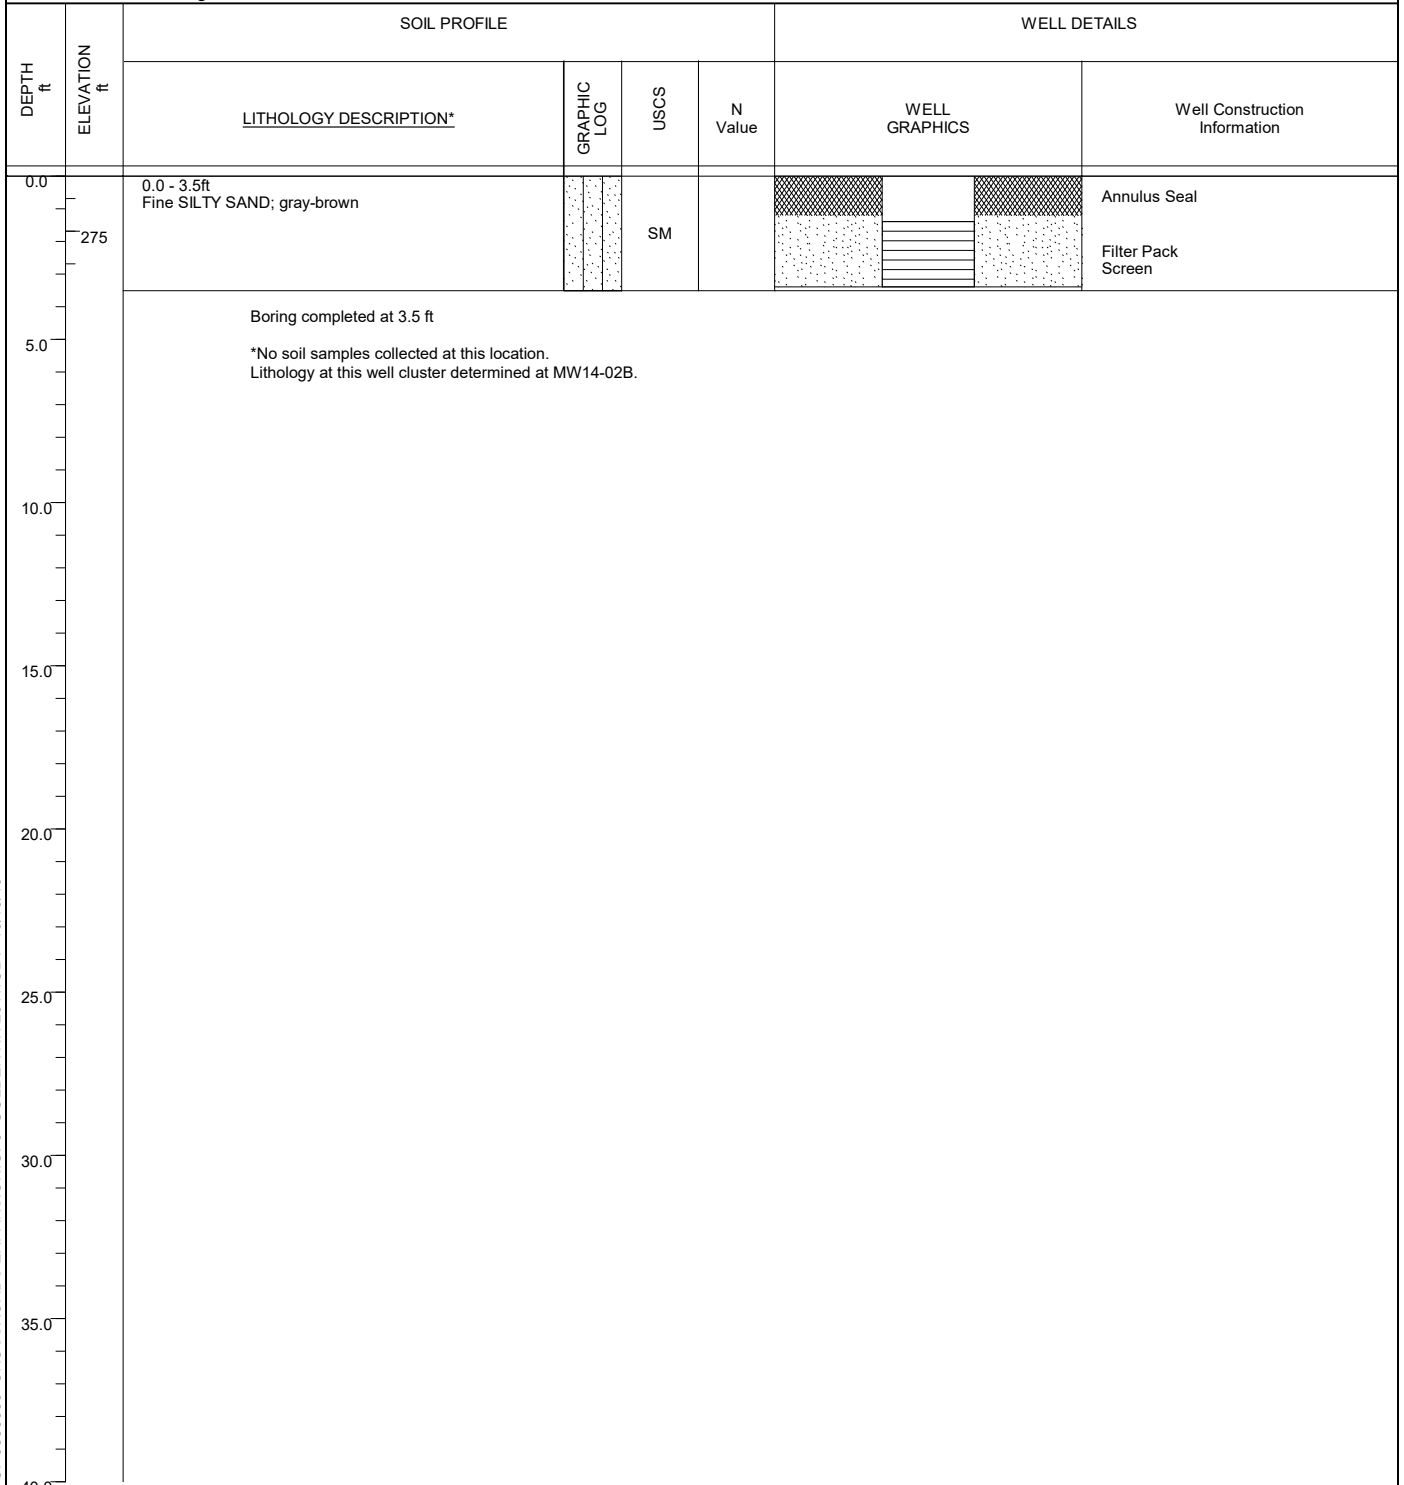 SOIL PROFILE
WELL DETAILS
DEPTH
ft
ELEVATION
ft
LITHOLOGY DESCRIPTION*
GRAPHIC
LOG
USCS
N
Value
WELL
GRAPHICS
Well Construction
Information
0.0
0.0 - 3.5ft
Fine SILTY SAND; gray-brown
Annulus Seal
275
SM
Filter Pack
Screen
Boring completed at 3.5 ft
5.0
*No soil samples collected at this location.
Lithology at this well cluster determined at MW14-02B.
10.0
15.0
20.0
25.0
30.0
35.0